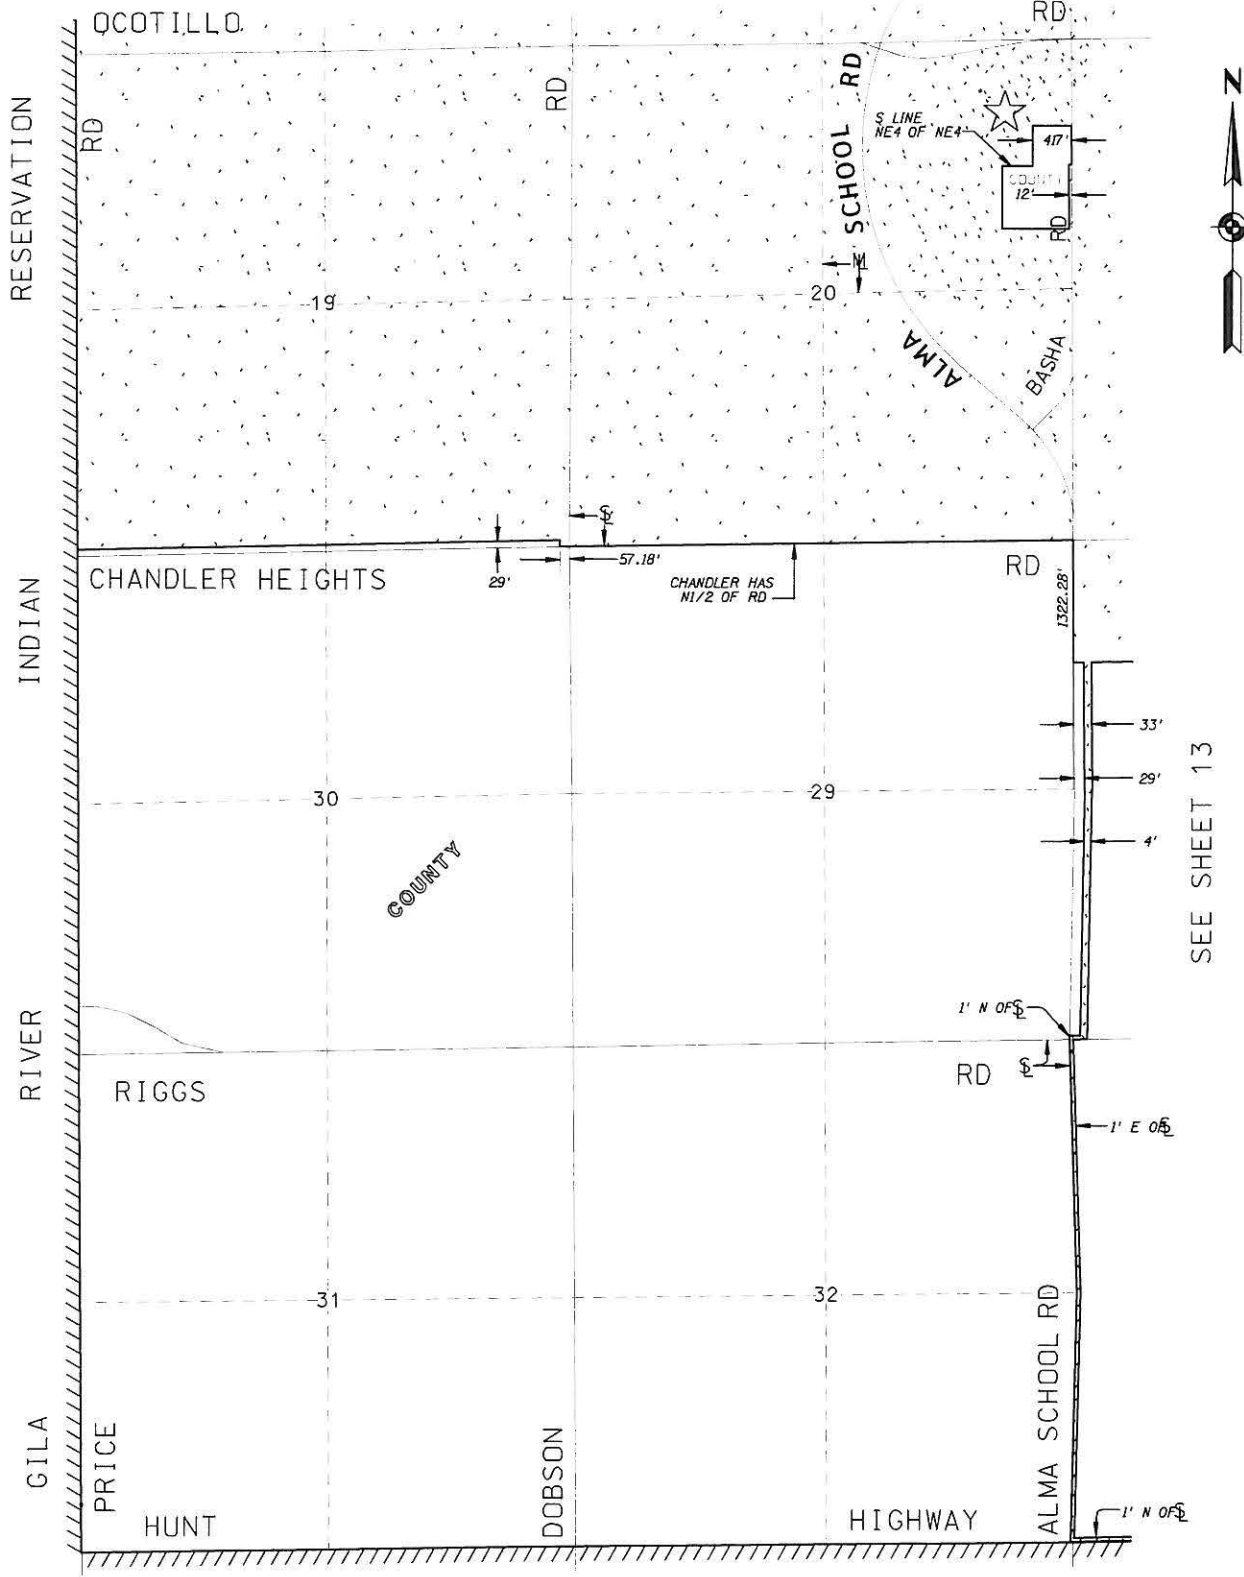 OCOTILLO
RD
RD
RD
SCHOOL RD
S LINE
NE4 OF NE4
417'
COUNTY
12'
RD
N
RESERVATION
19
20
ALMA
BASHA
CHANDLER HEIGHTS
29'
57.18'
CHANDLER HAS
N1/2 OF RD
RD
1322.28'
INDIAN
33'
29'
4'
SEE SHEET 13
30
29
COUNTY
1' N OF
RIGGS
RD
1' E OF
RIVER
31
32
GILA
PRICE
HUNT
DOBSON
HIGHWAY
ALMA SCHOOL RD
1' N OF